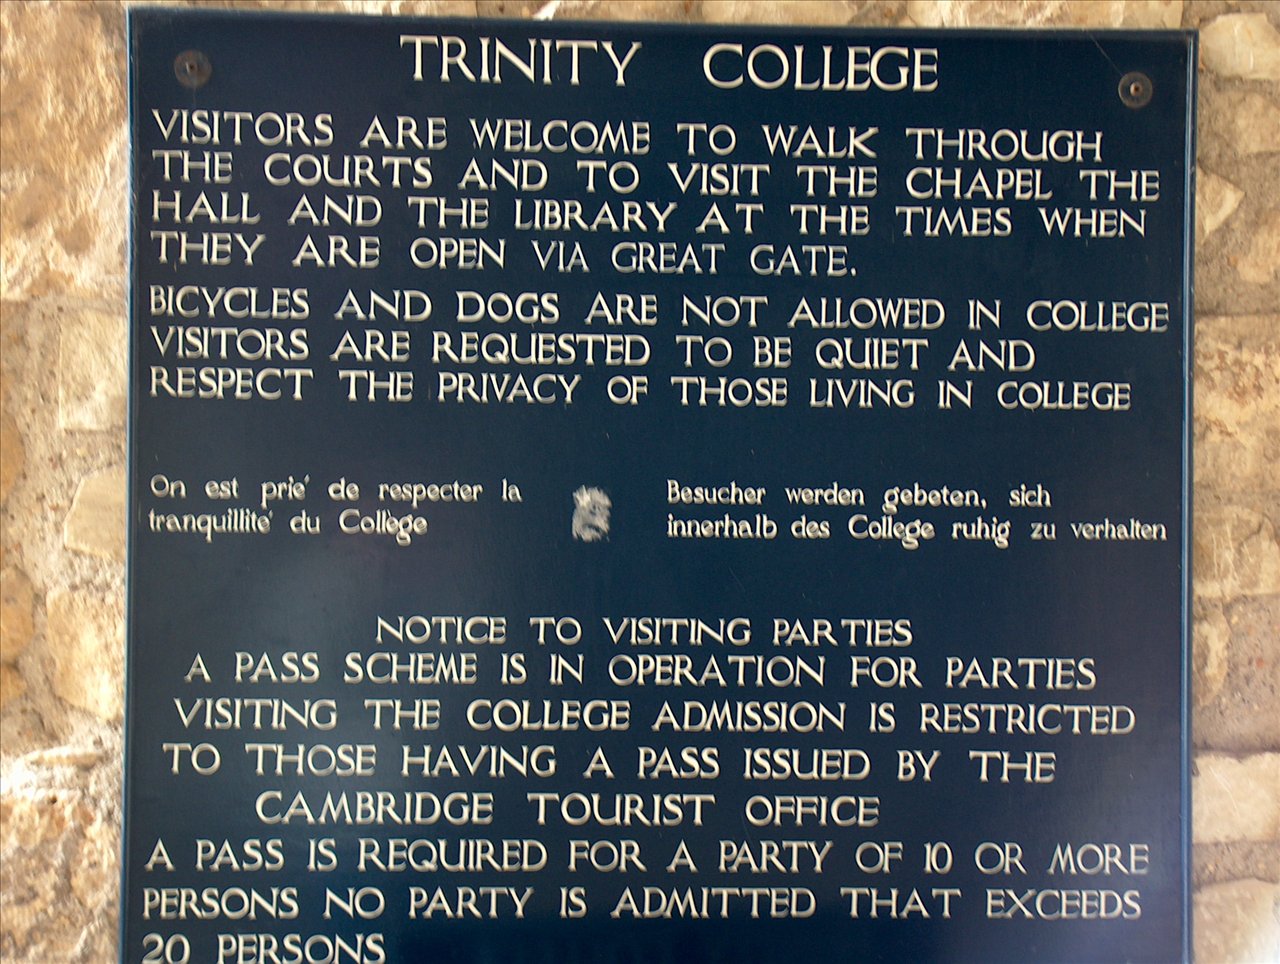 TRINITY COLLEGE
VISITORS ARE WELCOME TO WALK THROUGH
THE COURTS AND TO VISIT THE CHAPEL THE
HALL AND THE LIBRARY AT THE TIMES WHEN
THEY ARE OPEN VIA GREAT GATE.
BICYCLES AND DOGS ARE NOT ALLOWED IN COLLEGE
VISITORS ARE REQUESTED TO BE QUIET AND
RESPECT THE PRIVACY OF THOSE LIVING IN COLLEGE
On est prié de respecter la
tranquillité du Collège
Besucher werden gebeten, sich
innerhalb des College ruhig zu verhalten
NOTICE TO VISITING PARTIES
A PASS SCHEME IS IN OPERATION FOR PARTIES
VISITING THE COLLEGE ADMISSION IS RESTRICTED
TO THOSE HAVING A PASS ISSUED BY THE
CAMBRIDGE TOURIST OFFICE
A PASS IS REQUIRED FOR A PARTY OF 10 OR MORE
PERSONS NO PARTY IS ADMITTED THAT EXCEEDS
20 PERSONS